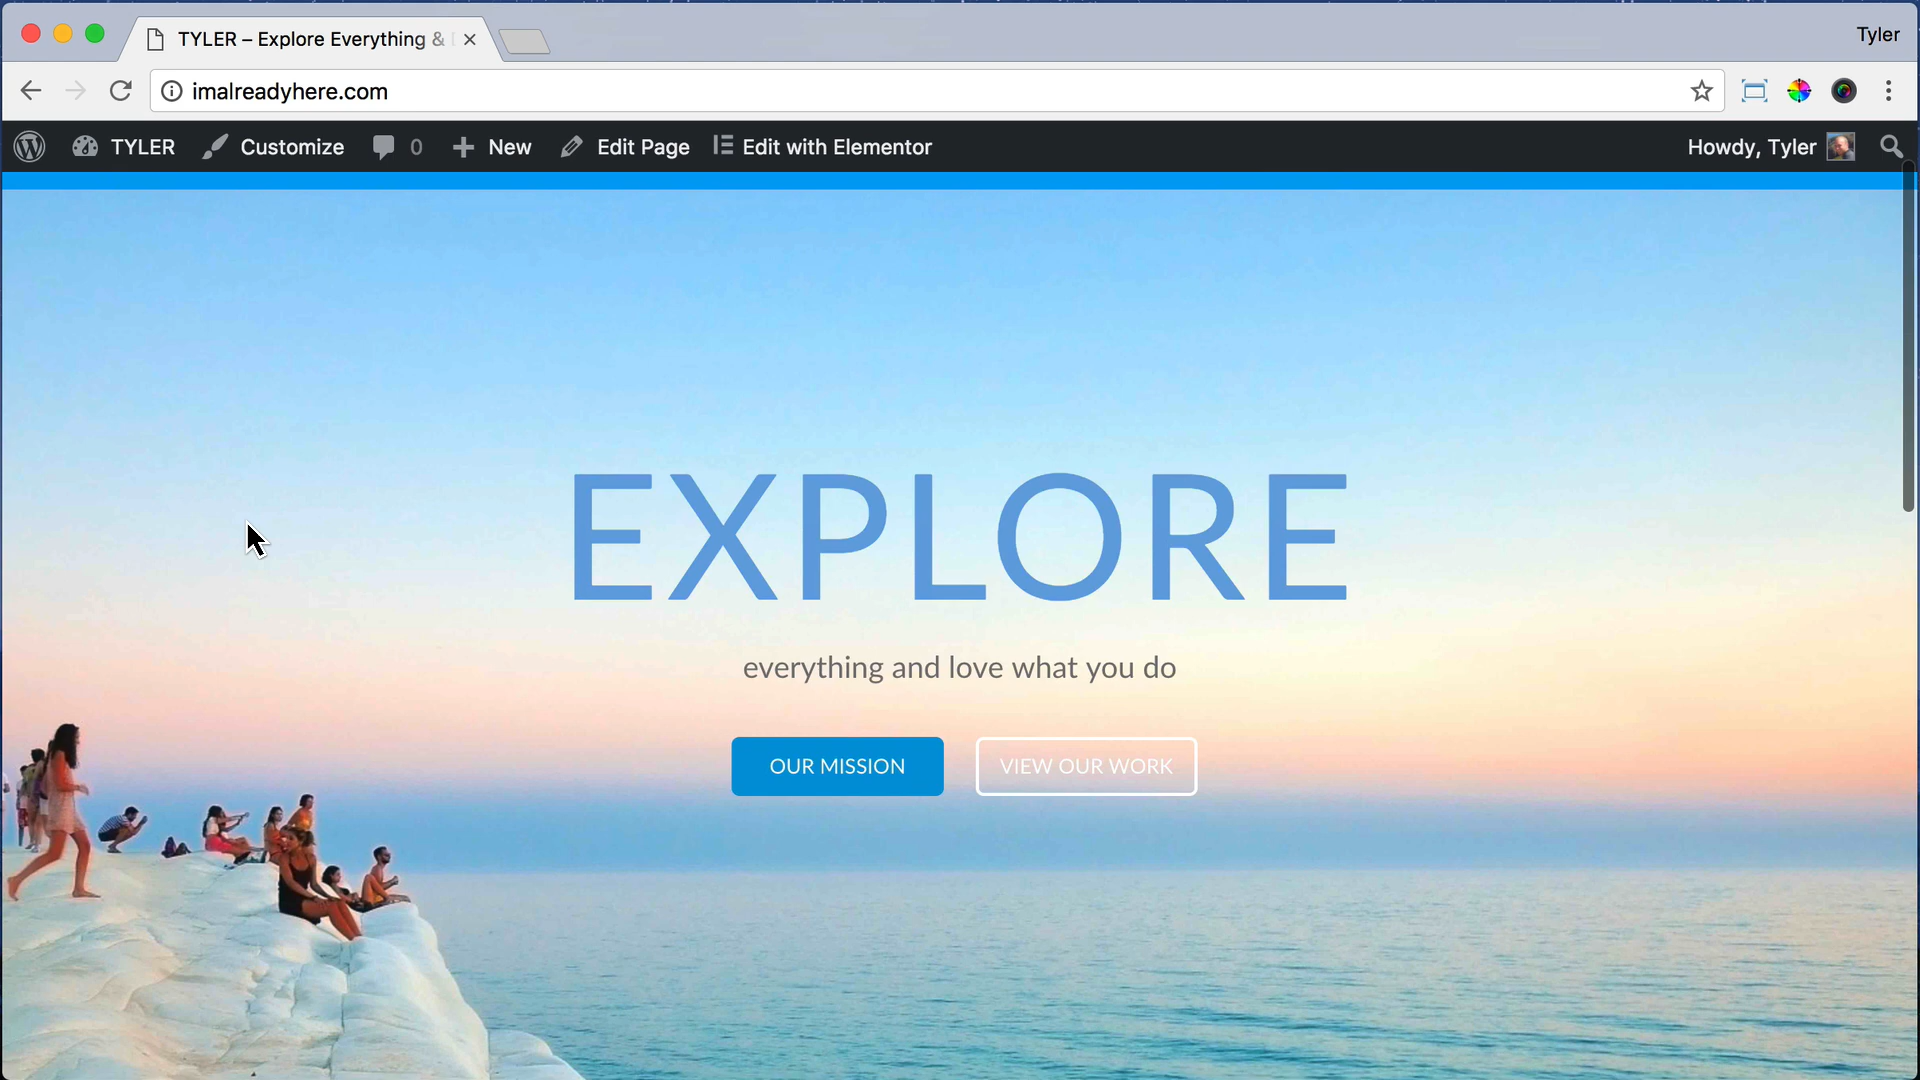 TYLER – Explore Everything &
Tyler
imalreadyhere.com
TYLER
Customize
0
New
Edit Page
Edit with Elementor
Howdy, Tyler
EXPLORE
everything and love what you do
OUR MISSION
VIEW OUR WORK